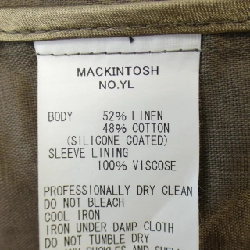 MACKINTOSH
NO.YL
BODY 52% LINEN
48% COTTON
(SILICONE COATED)
SLEEVE LINING
100% VISCOSE
PROFESSIONALLY DRY CLEAN
DO NOT BLEACH
COOL IRON
IRON UNDER DAMP CLOTH
DO NOT TUMBLE DRY